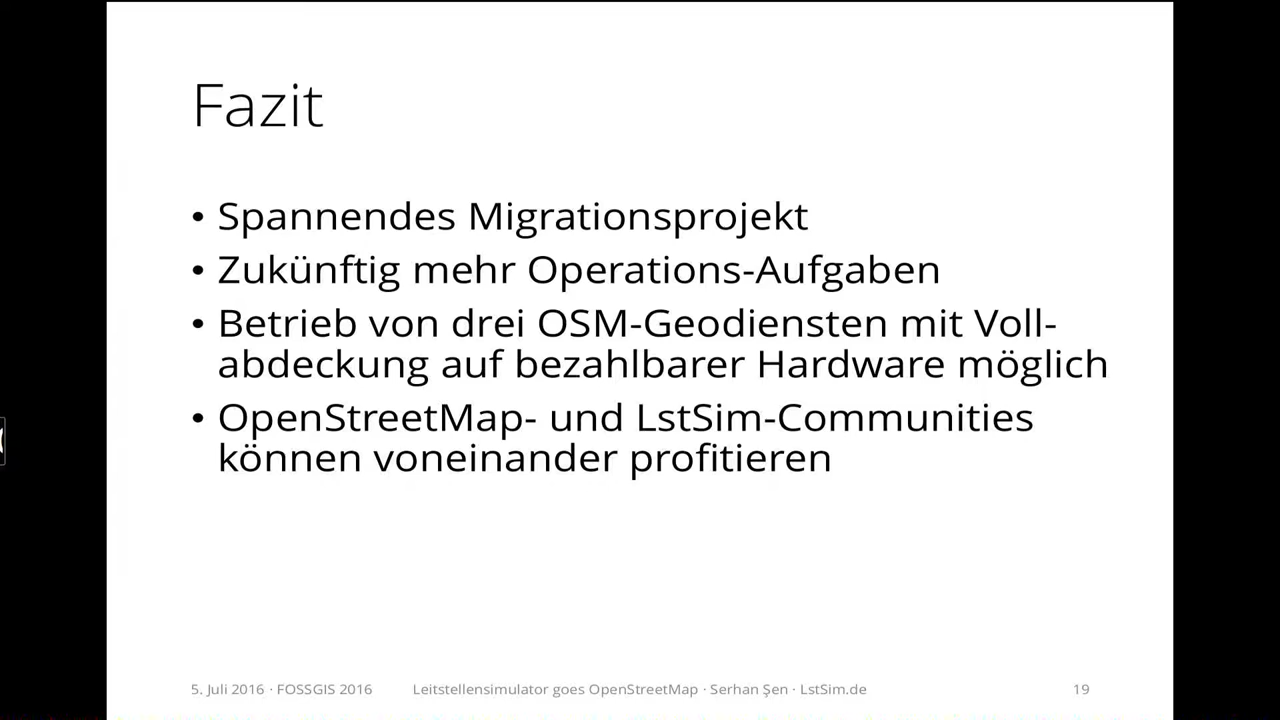 Fazit
• Spannendes Migrationsprojekt
• Zukünftig mehr Operations-Aufgaben
• Betrieb von drei OSM-Geodiensten mit Voll-
abdeckung auf bezahlbarer Hardware möglich
• OpenStreetMap- und LstSim-Communities
können voneinander profitieren
5. Juli 2016 · FOSSGIS 2016 Leitstellensimulator goes OpenStreetMap · Serhan Şen · LstSim.de 19